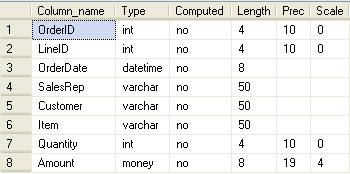 Column_name Type Computed Length Prec Scale
1 OrderID int no 4 10 0
2 LineID int no 4 10 0
3 OrderDate datetime no 8
4 SalesRep varchar no 50
5 Customer varchar no 50
6 Item varchar no 50
7 Quantity int no 4 10 0
8 Amount money no 8 19 4